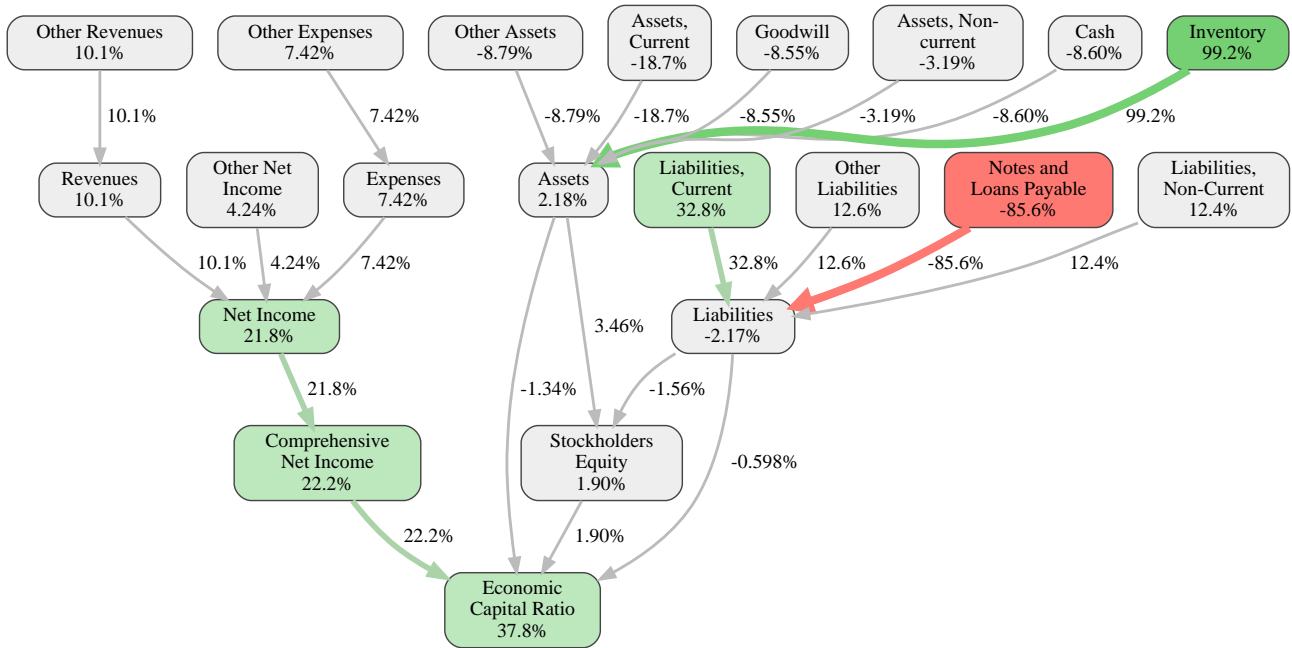 Other Revenues
10.1%
Other Expenses
7.42%
Other Assets
-8.79%
Assets,
Current
-18.7%
Goodwill
-8.55%
Assets, Non-
current
-3.19%
Cash
-8.60%
Inventory
99.2%
10.1%
7.42%
-8.79%
-18.7%
-8.55%
-3.19%
-8.60%
99.2%
Revenues
10.1%
Other Net
Income
4.24%
Expenses
7.42%
Assets
2.18%
Liabilities,
Current
32.8%
Other
Liabilities
12.6%
Notes and
Loans Payable
-85.6%
Liabilities,
Non-Current
12.4%
10.1%
4.24%
7.42%
32.8%
12.6%
-85.6%
12.4%
Net Income
21.8%
3.46%
Liabilities
-2.17%
21.8%
-1.34%
-1.56%
Comprehensive
Net Income
22.2%
Stockholders
Equity
1.90%
-0.598%
22.2%
1.90%
Economic
Capital Ratio
37.8%